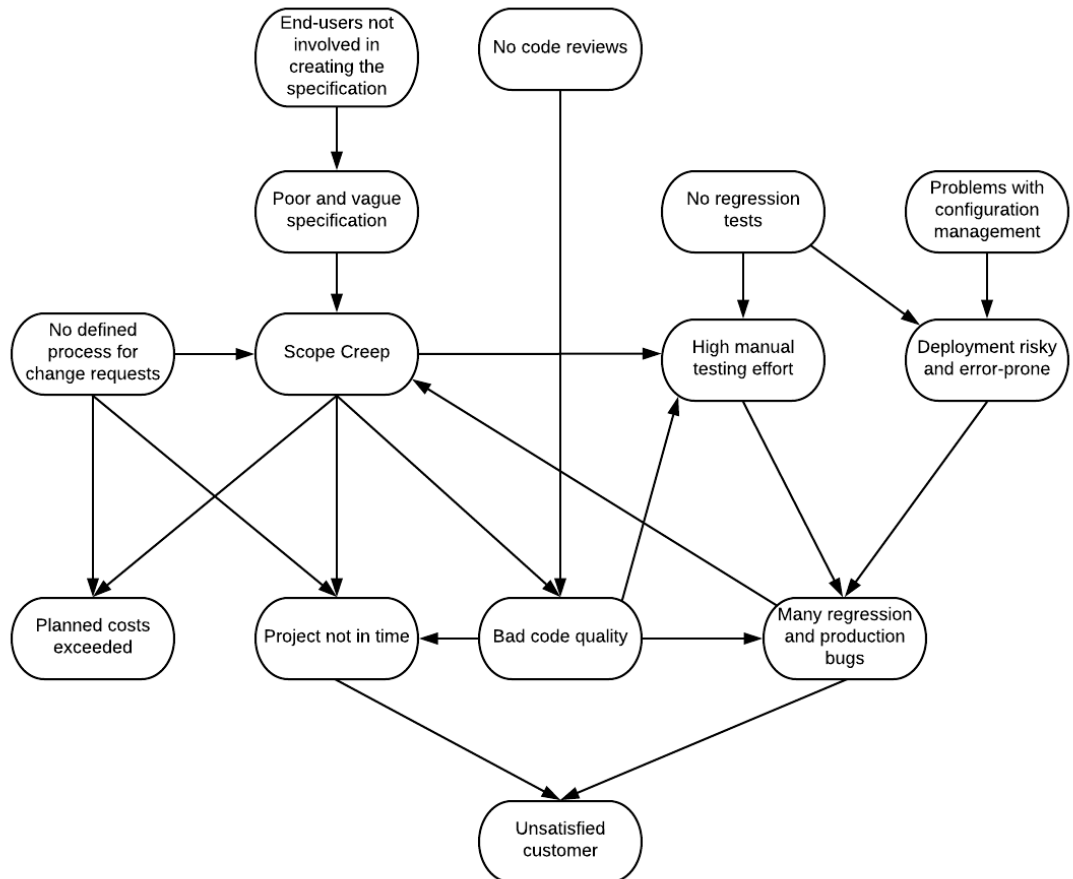 End-users not
involved in
creating the
specification
No code reviews
Poor and vague
specification
No regression
tests
Problems with
configuration
management
No defined
process for
change requests
Scope Creep
High manual
testing effort
Deployment risky
and error-prone
Planned costs
exceeded
Project not in time
Bad code quality
Many regression
and production
bugs
Unsatisfied
customer